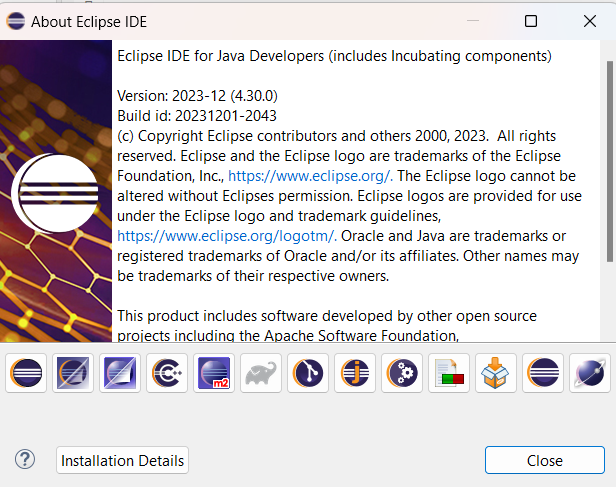 About Eclipse IDE
Eclipse IDE for Java Developers (includes Incubating components)
Version: 2023-12 (4.30.0)
Build id: 20231201-2043
(c) Copyright Eclipse contributors and others 2000, 2023.  All rights
reserved. Eclipse and the Eclipse logo are trademarks of the Eclipse
Foundation, Inc., https://www.eclipse.org/. The Eclipse logo cannot be
altered without Eclipses permission. Eclipse logos are provided for use
under the Eclipse logo and trademark guidelines,
https://www.eclipse.org/logotm/. Oracle and Java are trademarks or
registered trademarks of Oracle and/or its affiliates. Other names may
be trademarks of their respective owners.
This product includes software developed by other open source
projects including the Apache Software Foundation,
m2
j
? Installation Details Close